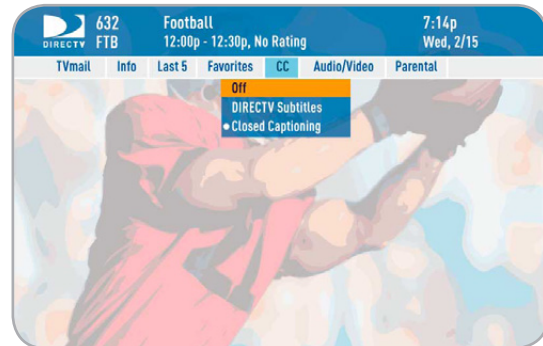 632 Football 7:14p
DIRECTV FTB 12:00p - 12:30p, No Rating Wed, 2/15
TVmail Info Last 5 Favorites CC Audio/Video Parental
Off
DIRECTV Subtitles
Closed Captioning